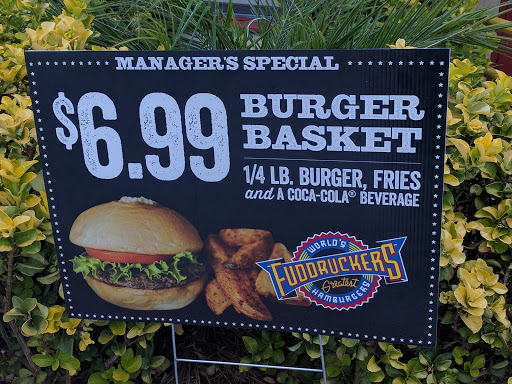 MANAGER'S SPECIAL
$6.99
BURGER
BASKET
1/4 LB. BURGER, FRIES
and A COCA-COLA® BEVERAGE
WORLD'S
FUDDRUCKERS
Greatest
HAMBURGERS